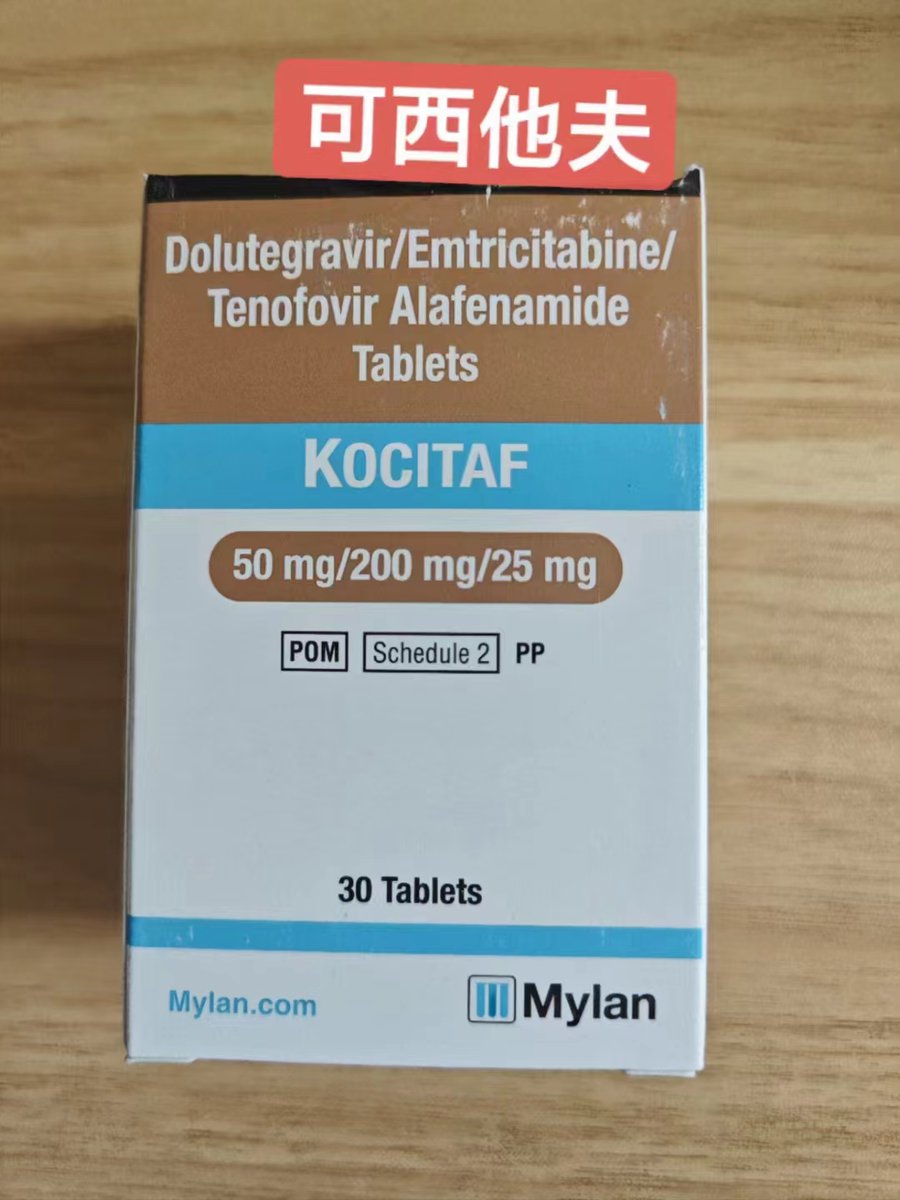 可西他夫
Dolutegravir/Emtricitabine/
Tenofovir Alafenamide
Tablets
KOCITAF
50 mg/200 mg/25 mg
POM Schedule 2 PP
30 Tablets
Mylan.com
Mylan